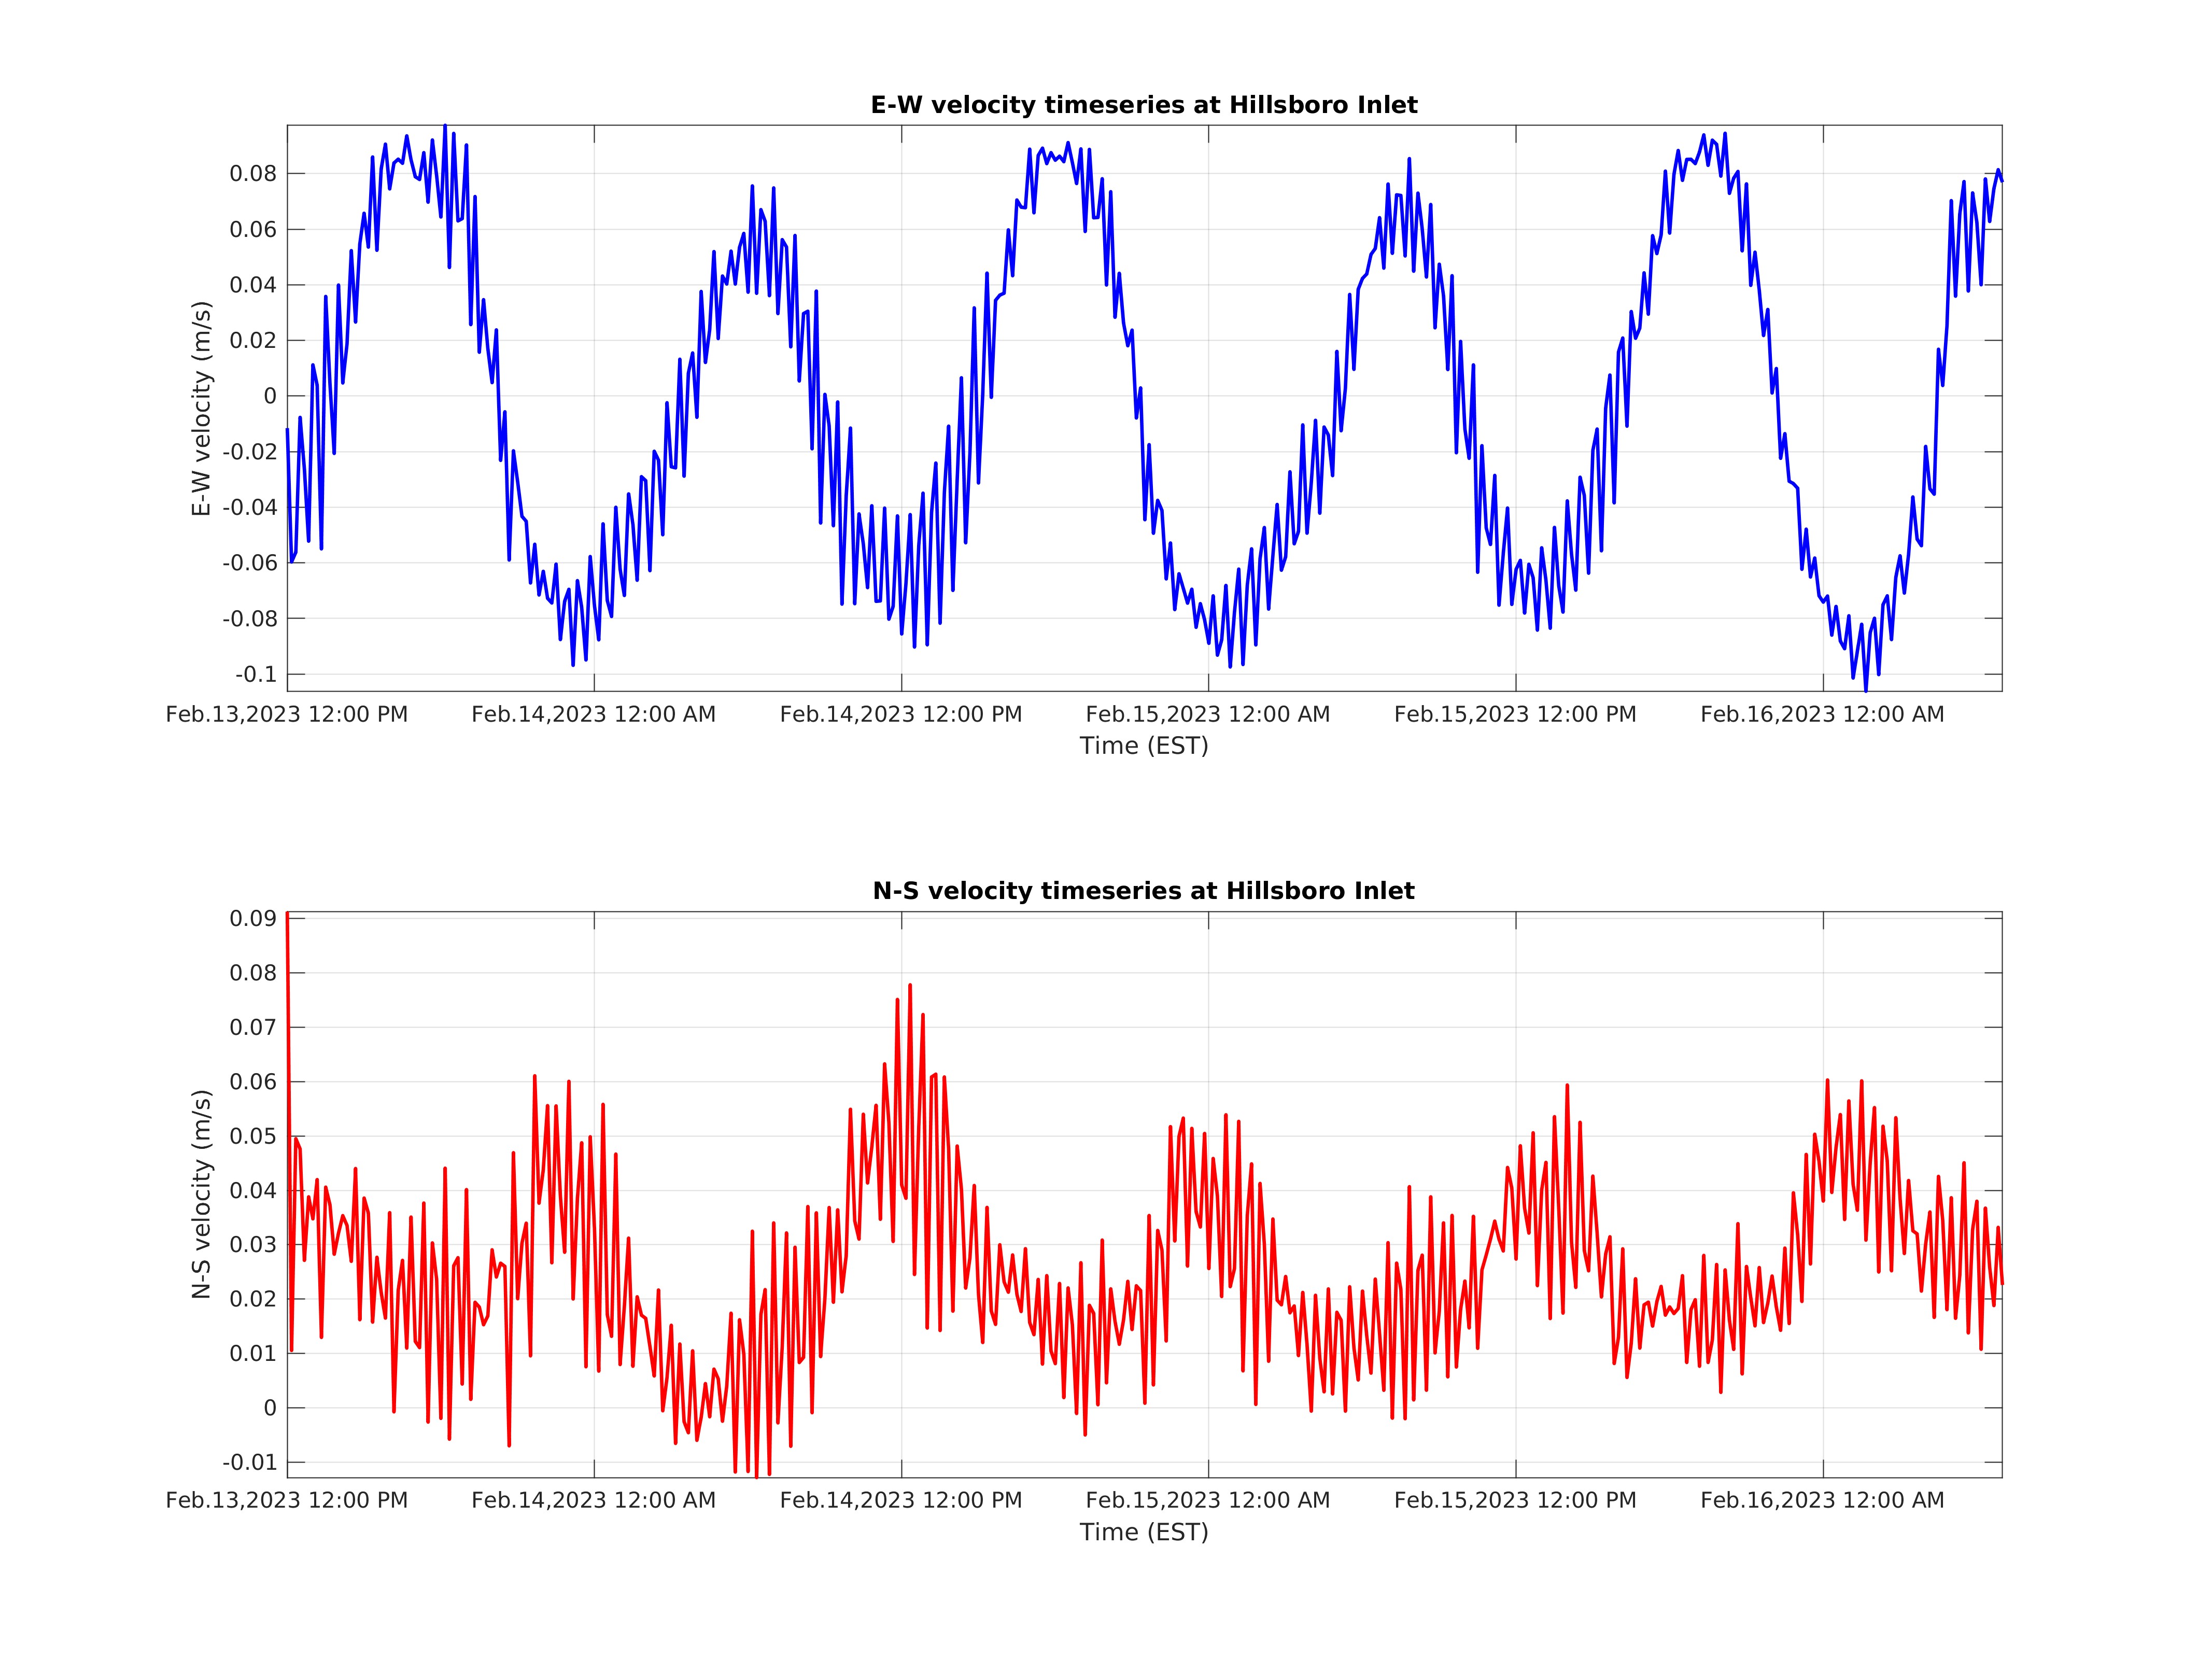 E-W velocity timeseries at Hillsboro Inlet
E-W velocity (m/s)
0.08
0.06
0.04
0.02
0
-0.02
-0.04
-0.06
-0.08
-0.1
Feb.13,2023 12:00 PM Feb.14,2023 12:00 AM Feb.14,2023 12:00 PM Feb.15,2023 12:00 AM Feb.15,2023 12:00 PM Feb.16,2023 12:00 AM
Time (EST)
N-S velocity timeseries at Hillsboro Inlet
N-S velocity (m/s)
0.09
0.08
0.07
0.06
0.05
0.04
0.03
0.02
0.01
0
-0.01
Feb.13,2023 12:00 PM Feb.14,2023 12:00 AM Feb.14,2023 12:00 PM Feb.15,2023 12:00 AM Feb.15,2023 12:00 PM Feb.16,2023 12:00 AM
Time (EST)